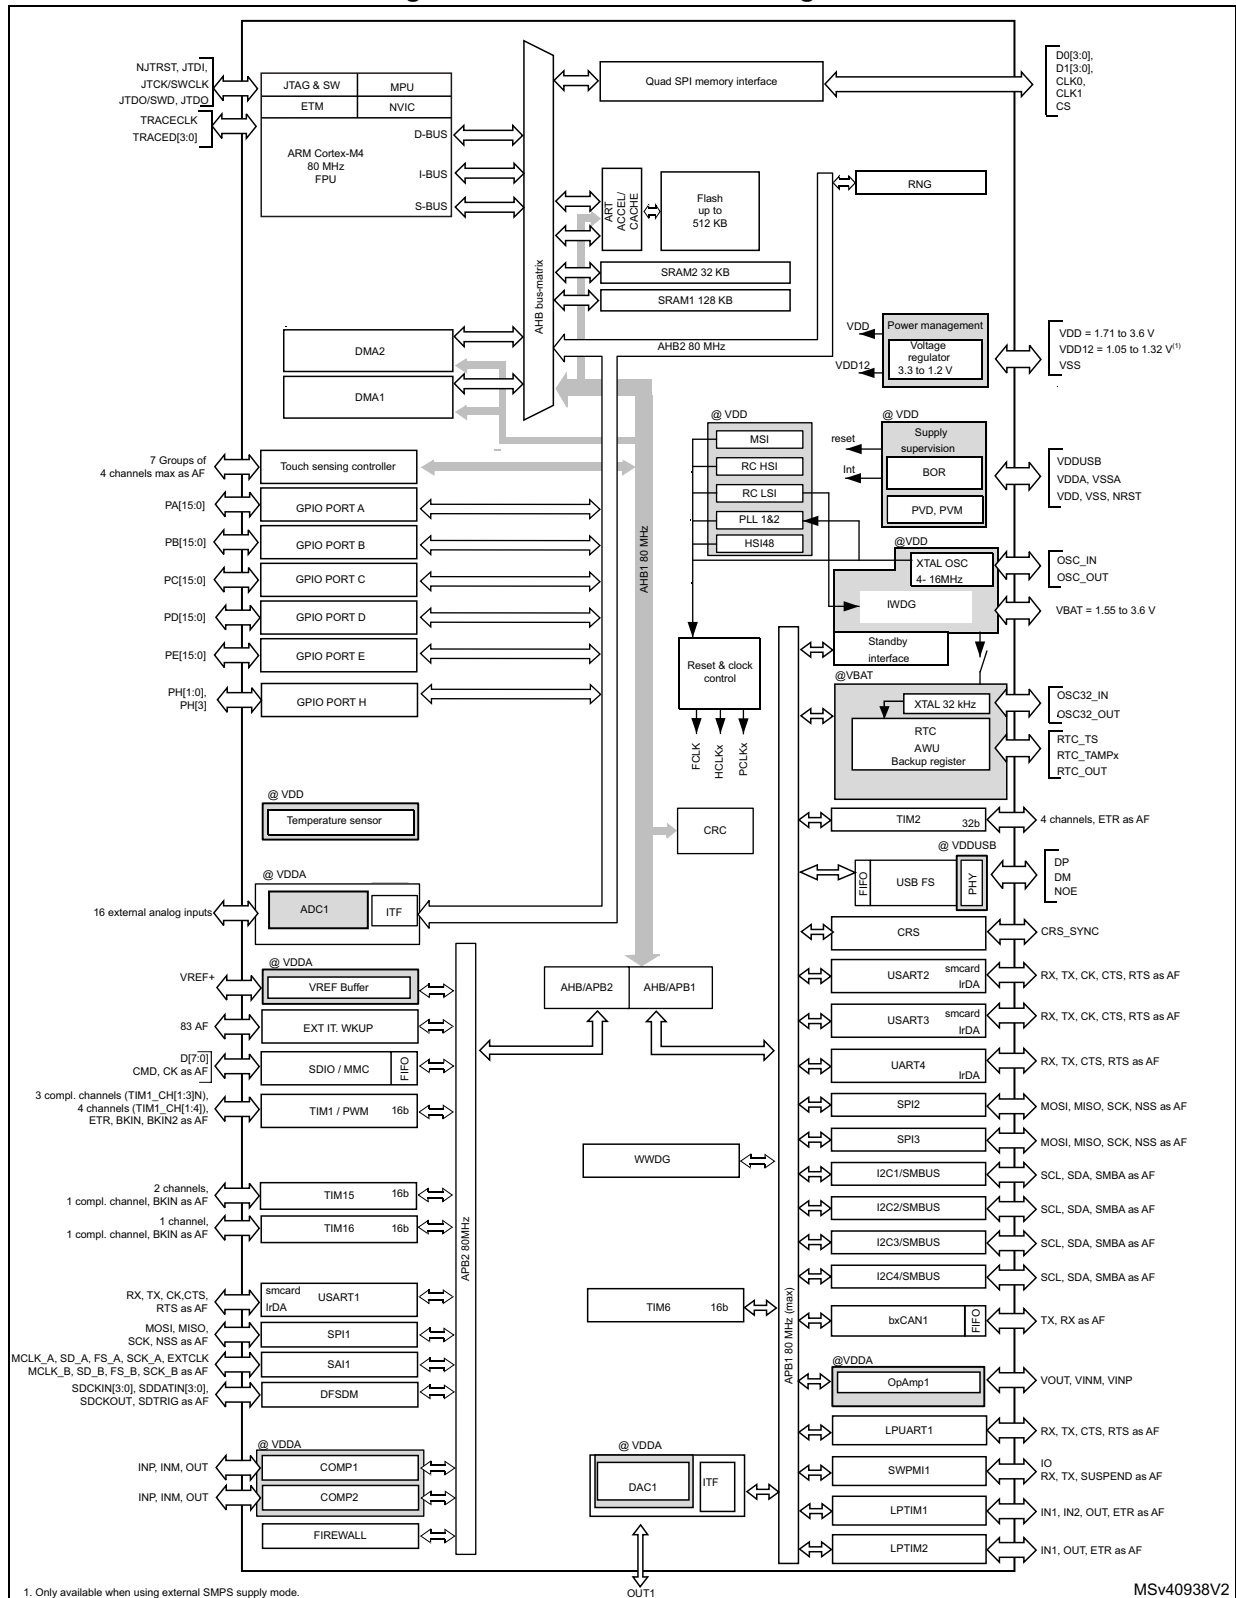 NJTRST, JTDI,
JTCK/SWCLK
JTDO/SWD, JTDO
TRACECLK
TRACED[3:0]
JTAG & SW
MPU
ETM
NVIC
ARM Cortex-M4
80 MHz
FPU
D-BUS
I-BUS
S-BUS
AHB bus-matrix
Quad SPI memory interface
D0[3:0],
D1[3:0],
CLK0,
CLK1
CS
ART
ACCEL/
CACHE
Flash
up to
512 KB
RNG
SRAM2 32 KB
SRAM1 128 KB
AHB2 80 MHz
DMA2
DMA1
VDD
VDD12
Power management
Voltage
regulator
3.3 to 1.2 V
VDD = 1.71 to 3.6 V
VDD12 = 1.05 to 1.32 V(1)
VSS
@ VDD
MSI
RC HSI
RC LSI
PLL 1&2
HSI48
@ VDD
reset
Int
Supply
supervision
BOR
PVD, PVM
VDDUSB
VDDA, VSSA
VDD, VSS, NRST
7 Groups of
4 channels max as AF
Touch sensing controller
PA[15:0]
GPIO PORT A
PB[15:0]
GPIO PORT B
PC[15:0]
GPIO PORT C
PD[15:0]
GPIO PORT D
PE[15:0]
GPIO PORT E
PH[1:0],
PH[3]
GPIO PORT H
AHB1 80 MHz
@VDD
XTAL OSC
4- 16MHz
IWDG
OSC_IN
OSC_OUT
VBAT = 1.55 to 3.6 V
Standby
interface
Reset & clock
control
FCLK
HCLKx
PCLKx
@VBAT
XTAL 32 kHz
RTC
AWU
Backup register
OSC32_IN
OSC32_OUT
RTC_TS
RTC_TAMPx
RTC_OUT
@ VDD
Temperature sensor
CRC
TIM2
32b
4 channels, ETR as AF
@ VDDUSB
FIFO
USB FS
PHY
DP
DM
NOE
@ VDDA
16 external analog inputs
ADC1
ITF
CRS
CRS_SYNC
@ VDDA
VREF+
VREF Buffer
AHB/APB2
AHB/APB1
USART2
smcard
IrDA
RX, TX, CK, CTS, RTS as AF
83 AF
EXT IT. WKUP
USART3
smcard
IrDA
RX, TX, CK, CTS, RTS as AF
D[7:0]
CMD, CK as AF
SDIO / MMC
FIFO
UART4
IrDA
RX, TX, CTS, RTS as AF
3 compl. channels (TIM1_CH[1:3]N),
4 channels (TIM1_CH[1:4]),
ETR, BKIN, BKIN2 as AF
TIM1 / PWM
16b
SPI2
MOSI, MISO, SCK, NSS as AF
SPI3
MOSI, MISO, SCK, NSS as AF
WWDG
I2C1/SMBUS
SCL, SDA, SMBA as AF
2 channels,
1 compl. channel, BKIN as AF
TIM15
16b
I2C2/SMBUS
SCL, SDA, SMBA as AF
1 channel,
1 compl. channel, BKIN as AF
TIM16
16b
APB2 80MHz
I2C3/SMBUS
SCL, SDA, SMBA as AF
I2C4/SMBUS
SCL, SDA, SMBA as AF
RX, TX, CK,CTS,
RTS as AF
smcard
IrDA
USART1
TIM6
16b
APB1 80 MHz (max)
bxCAN1
FIFO
TX, RX as AF
MOSI, MISO,
SCK, NSS as AF
SPI1
MCLK_A, SD_A, FS_A, SCK_A, EXTCLK
MCLK_B, SD_B, FS_B, SCK_B as AF
SAI1
@VDDA
OpAmp1
VOUT, VINM, VINP
SDCKIN[3:0], SDDATIN[3:0],
SDCKOUT, SDTRIG as AF
DFSDM
LPUART1
RX, TX, CTS, RTS as AF
@ VDDA
INP, INM, OUT
COMP1
INP, INM, OUT
COMP2
FIREWALL
@ VDDA
DAC1
ITF
OUT1
SWPMI1
IO
RX, TX, SUSPEND as AF
LPTIM1
IN1, IN2, OUT, ETR as AF
LPTIM2
IN1, OUT, ETR as AF
1. Only available when using external SMPS supply mode.
MSv40938V2